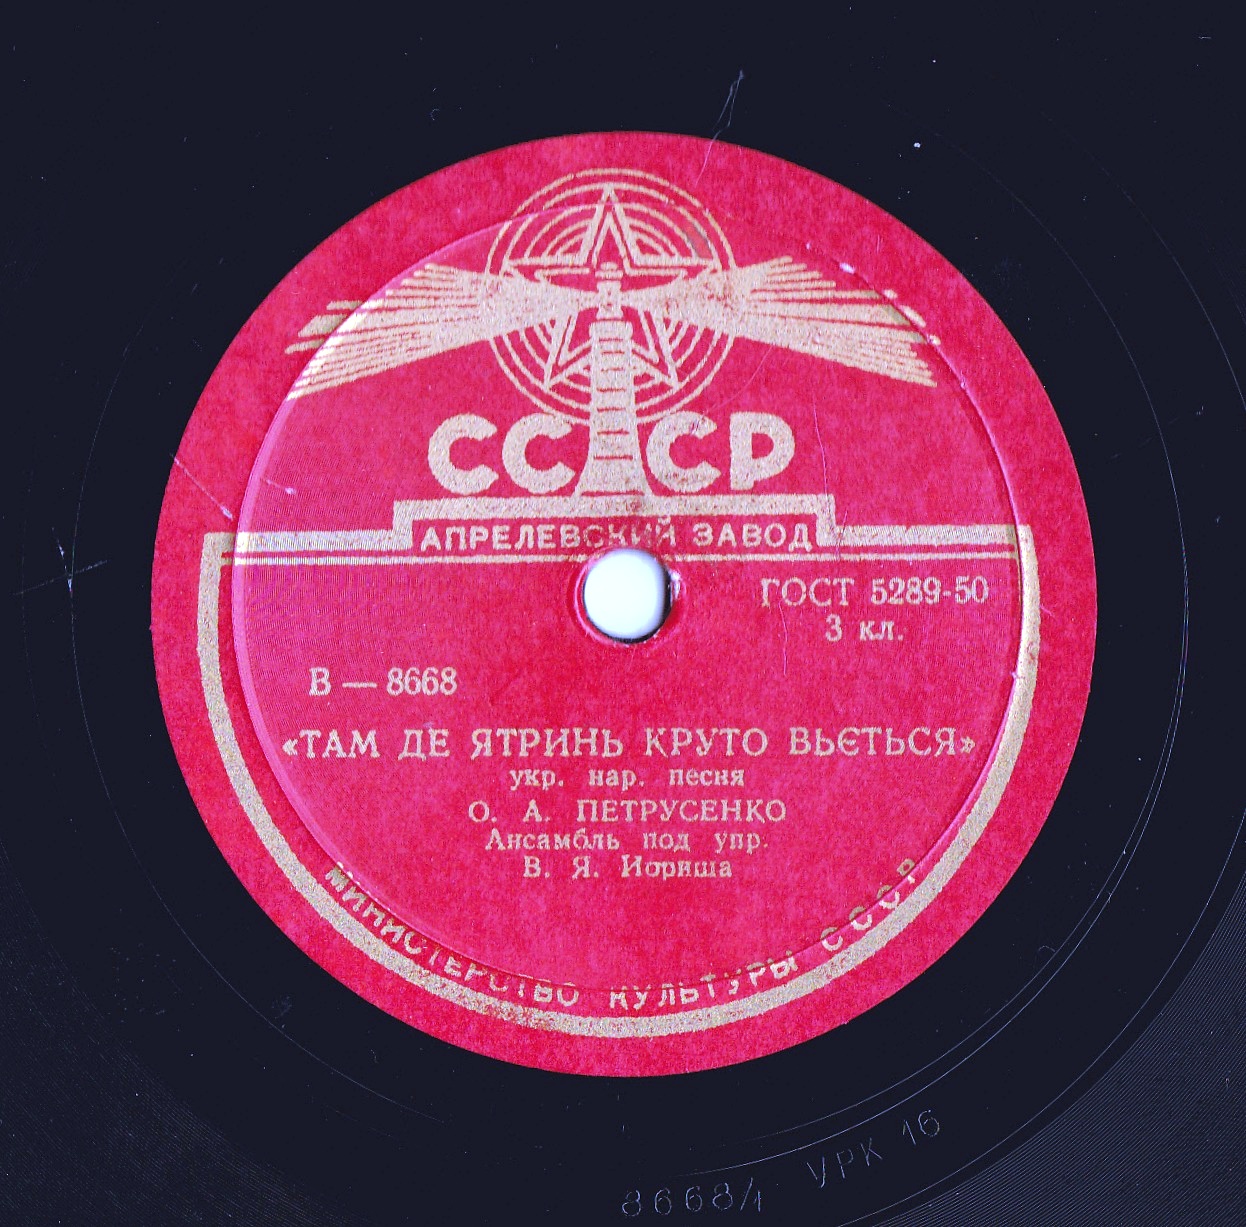 СССР
АПРЕЛЕВСКИЙ ЗАВОД
ГОСТ 5289-50
3 кл.
В — 8668
«ТАМ ДЕ ЯТРИНЬ КРУТО ВЬЄТЬСЯ»
укр. нар. песня
О. А. ПЕТРУСЕНКО
Ансамбль под упр.
В. Я. Иориша
МИНИСТЕРСТВО КУЛЬТУРЫ СССР
УРК 16
8668/1